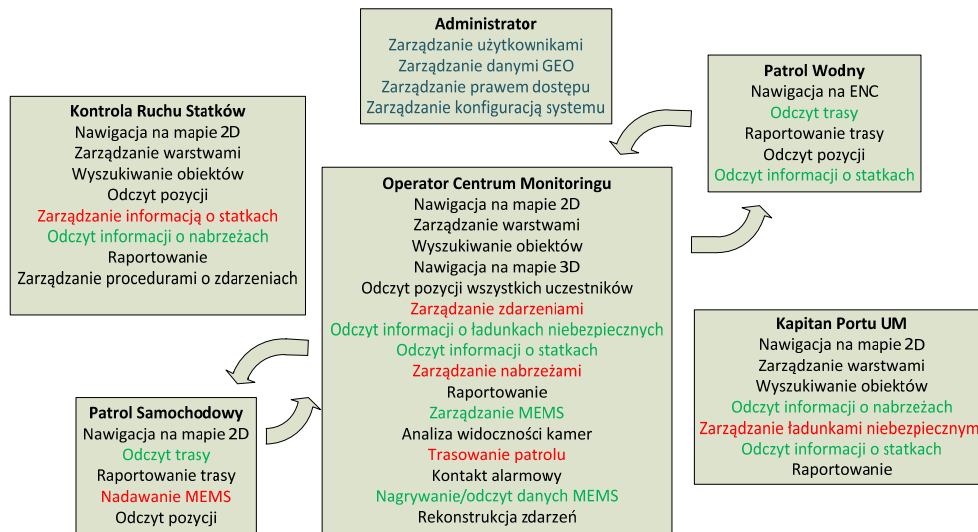 Administrator
Zarządzanie użytkownikami
Zarządzanie danymi GEO
Zarządzanie prawem dostępu
Zarządzanie konfiguracją systemu
Patrol Wodny
Nawigacja na ENC
Odczyt trasy
Raportowanie trasy
Odczyt pozycji
Odczyt informacji o statkach
Kontrola Ruchu Statków
Nawigacja na mapie 2D
Zarządzanie warstwami
Wyszukiwanie obiektów
Odczyt pozycji
Zarządzanie informacją o statkach
Odczyt informacji o nabrzeżach
Raportowanie
Zarządzanie procedurami o zdarzeniach
Operator Centrum Monitoringu
Nawigacja na mapie 2D
Zarządzanie warstwami
Wyszukiwanie obiektów
Nawigacja na mapie 3D
Odczyt pozycji wszystkich uczestników
Zarządzanie zdarzeniami
Odczyt informacji o ładunkach niebezpiecznych
Odczyt informacji o statkach
Zarządzanie nabrzeżami
Raportowanie
Zarządzanie MEMS
Analiza widoczności kamer
Trasowanie patrolu
Kontakt alarmowy
Nagrywanie/odczyt danych MEMS
Rekonstrukcja zdarzeń
Kapitan Portu UM
Nawigacja na mapie 2D
Zarządzanie warstwami
Wyszukiwanie obiektów
Odczyt informacji o nabrzeżach
Zarządzanie ładunkami niebezpiecznym
Odczyt informacji o statkach
Raportowanie
Patrol Samochodowy
Nawigacja na mapie 2D
Odczyt trasy
Raportowanie trasy
Nadawanie MEMS
Odczyt pozycji